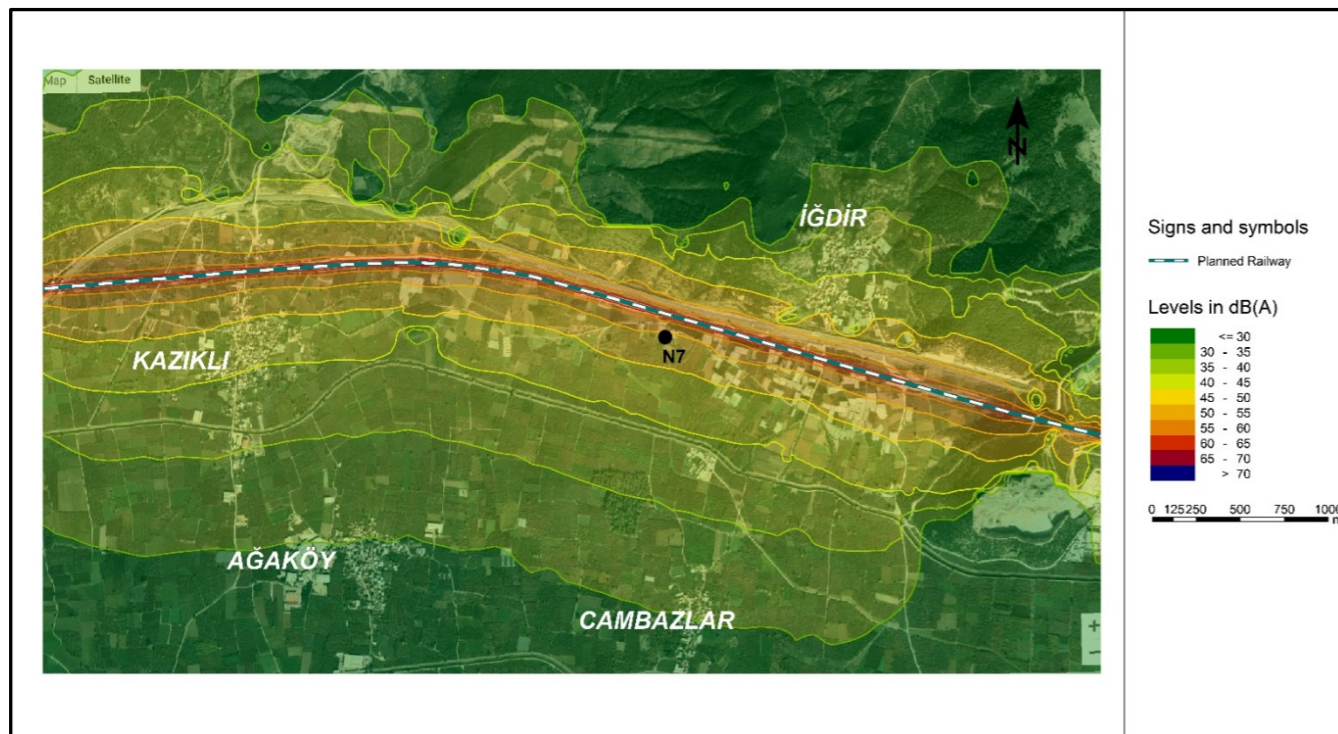 Map Satellite
N
İĞDİR
N7
KAZIKLI
AĞAKÖY
CAMBAZLAR
+
−
Signs and symbols
Planned Railway
Levels in dB(A)
<= 30
30 - 35
35 - 40
40 - 45
45 - 50
50 - 55
55 - 60
60 - 65
65 - 70
> 70
0 125250 500 750 1000
m